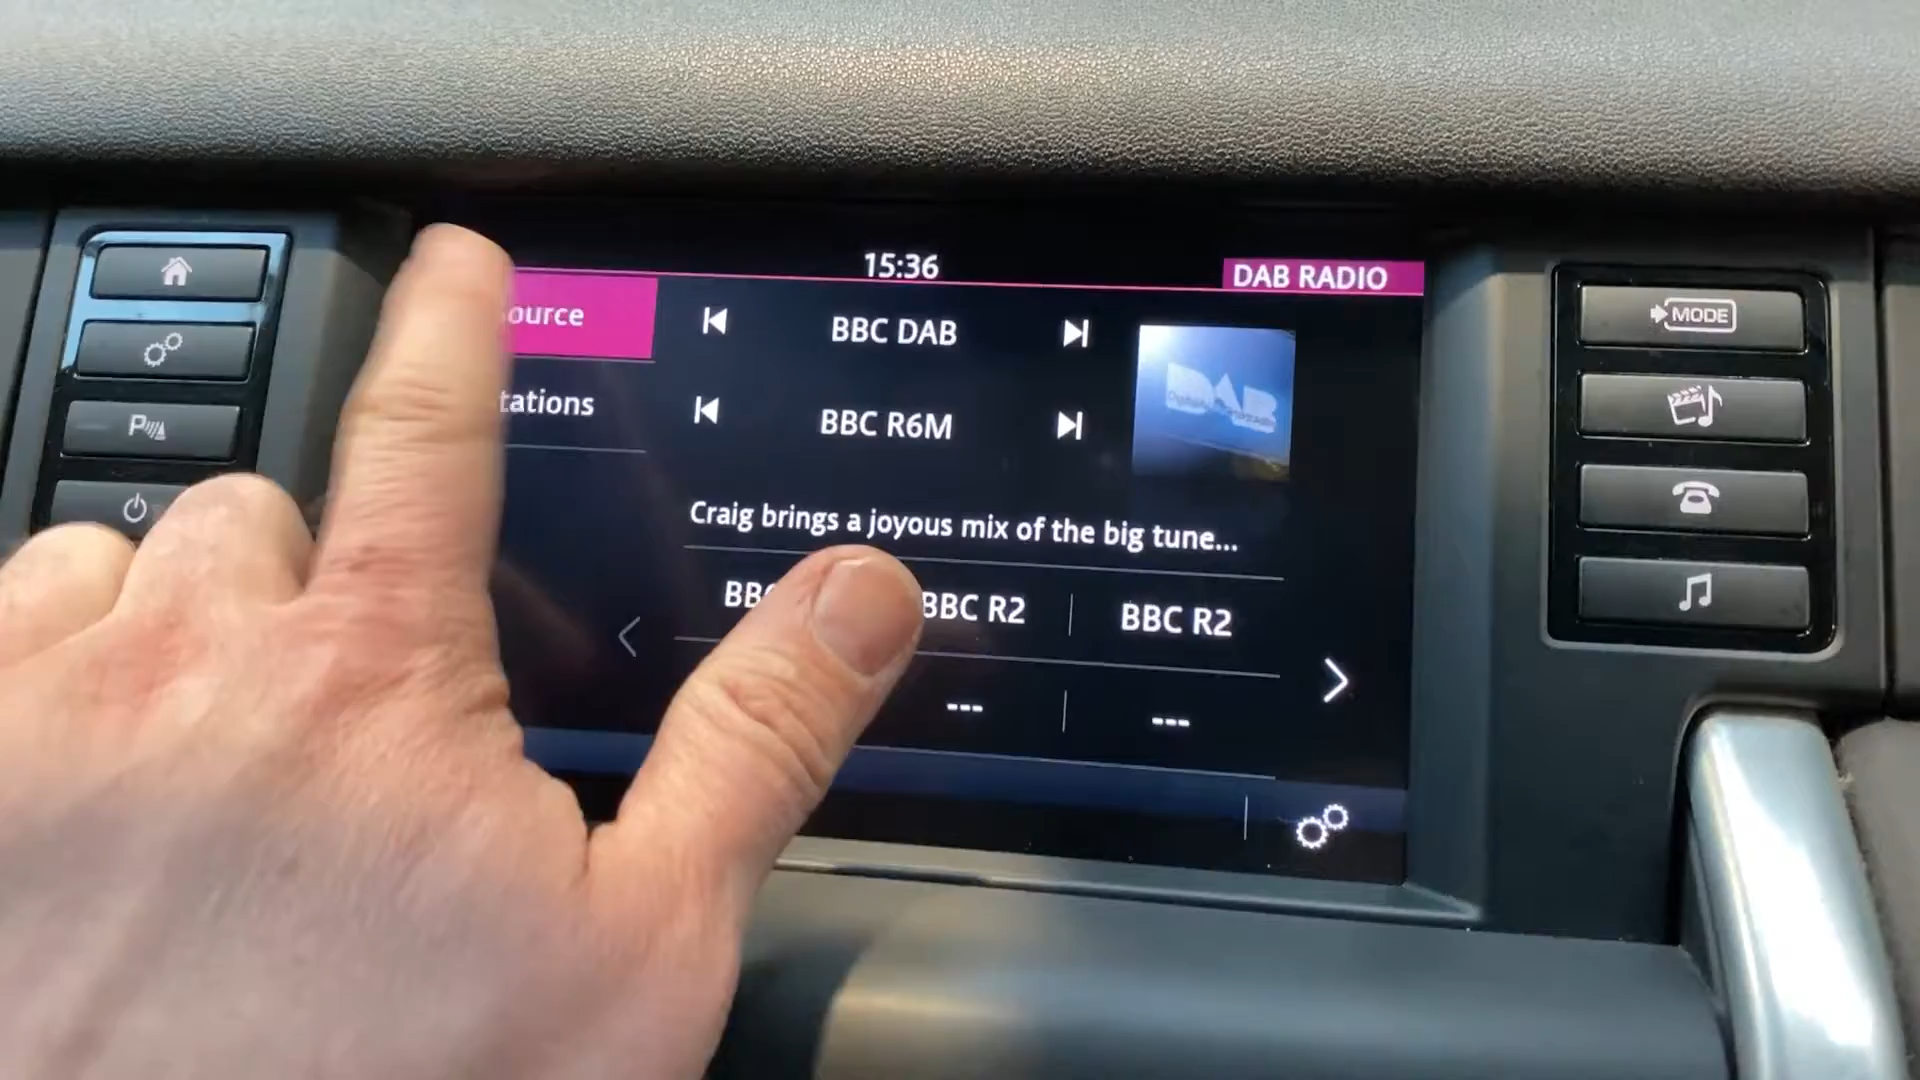 15:36
DAB RADIO
ource
BBC DAB
tations
BBC R6M
DAB
Craig brings a joyous mix of the big tune...
BBC
BBC R2
BBC R2
---
---
MODE
P